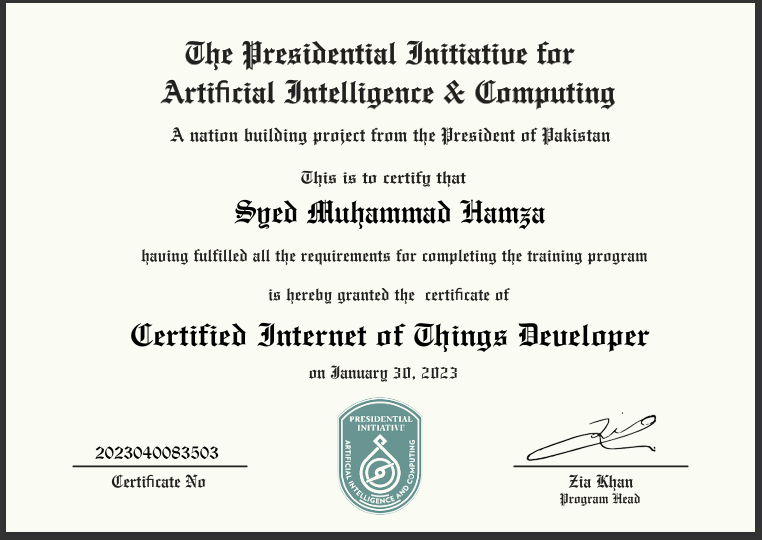 The Presidential Initiative for
Artificial Intelligence & Computing
A nation building project from the President of Pakistan
This is to certify that
Syed Muhammad Hamza
having fulfilled all the requirements for completing the training program
is hereby granted the certificate of
Certified Internet of Things Developer
on January 30, 2023
PRESIDENTIAL
INITIATIVE
ARTIFICIAL INTELLIGENCE AND COMPUTING
2023040083503
Certificate No
Zia
Zia Khan
Program Head